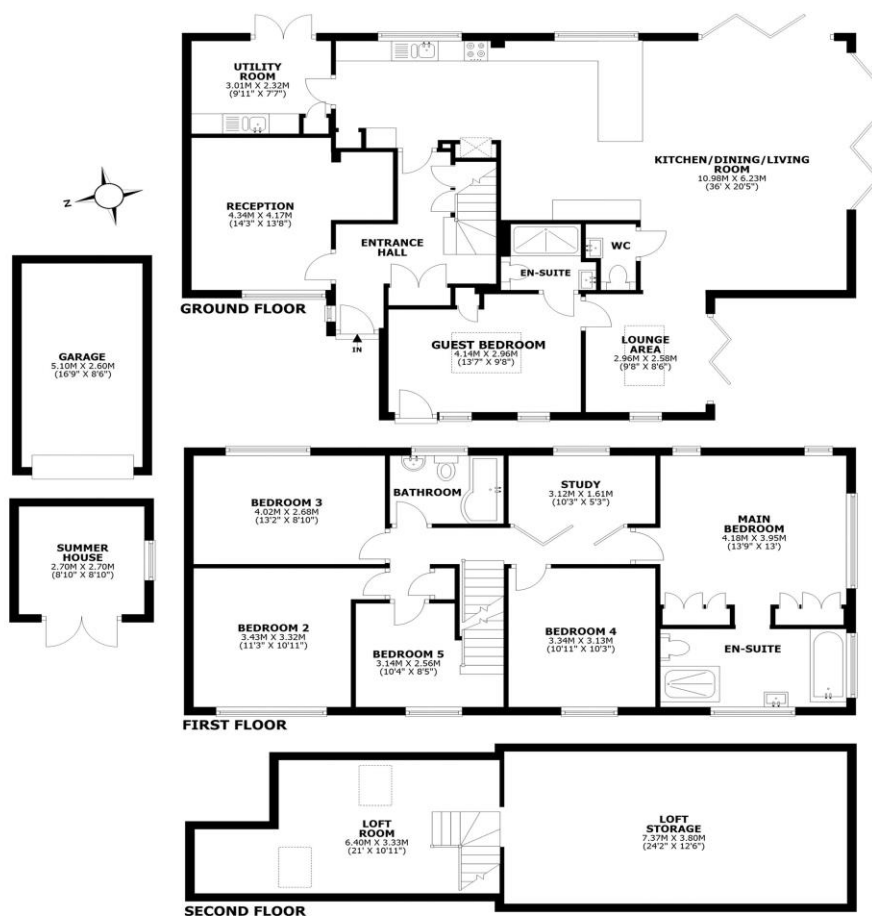 UTILITY
ROOM
3.01M X 2.32M
(9'11" X 7'7")
KITCHEN/DINING/LIVING
ROOM
10.98M X 6.23M
(36' X 20'5")
RECEPTION
4.34M X 4.17M
(14'3" X 13'8")
ENTRANCE
HALL
WC
EN-SUITE
N
GROUND FLOOR
IN
GUEST BEDROOM
4.14M X 2.96M
(13'7" X 9'8")
LOUNGE
AREA
2.96M X 2.58M
(9'8" X 8'6")
GARAGE
5.10M X 2.60M
(16'9" X 8'6")
SUMMER
HOUSE
2.70M X 2.70M
(8'10" X 8'10")
BEDROOM 3
4.02M X 2.68M
(13'2" X 8'10")
BATHROOM
STUDY
3.12M X 1.61M
(10'3" X 5'3")
MAIN
BEDROOM
4.18M X 3.95M
(13'9" X 13')
BEDROOM 2
3.43M X 3.32M
(11'3" X 10'11")
BEDROOM 5
3.14M X 2.56M
(10'4" X 8'5")
BEDROOM 4
3.34M X 3.13M
(10'11" X 10'3")
EN-SUITE
FIRST FLOOR
LOFT
ROOM
6.40M X 3.33M
(21' X 10'11")
LOFT
STORAGE
7.37M X 3.80M
(24'2" X 12'6")
SECOND FLOOR